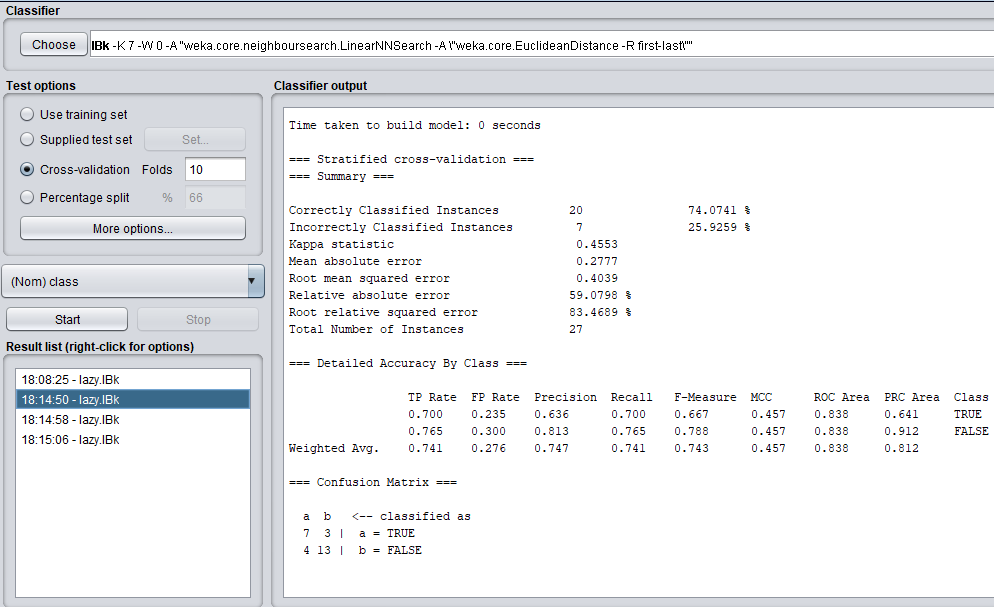 Classifier
Choose
IBk -K 7 -W 0 -A "weka.core.neighboursearch.LinearNNSearch -A \"weka.core.EuclideanDistance -R first-last\""
Test options
Use training set
Supplied test set Set...
Cross-validation Folds 10
Percentage split % 66
More options...
(Nom) class
Start Stop
Result list (right-click for options)
18:08:25 - lazy.IBk
18:14:50 - lazy.IBk
18:14:58 - lazy.IBk
18:15:06 - lazy.IBk
Classifier output
Time taken to build model: 0 seconds
=== Stratified cross-validation ===
=== Summary ===
Correctly Classified Instances 20 74.0741 %
Incorrectly Classified Instances 7 25.9259 %
Kappa statistic 0.4553
Mean absolute error 0.2777
Root mean squared error 0.4039
Relative absolute error 59.0798 %
Root relative squared error 83.4689 %
Total Number of Instances 27
=== Detailed Accuracy By Class ===
TP Rate FP Rate Precision Recall F-Measure MCC ROC Area PRC Area Class
0.700 0.235 0.636 0.700 0.667 0.457 0.838 0.641 TRUE
0.765 0.300 0.813 0.765 0.788 0.457 0.838 0.912 FALSE
Weighted Avg. 0.741 0.276 0.747 0.741 0.743 0.457 0.838 0.812
=== Confusion Matrix ===
a b <-- classified as
7 3 | a = TRUE
4 13 | b = FALSE